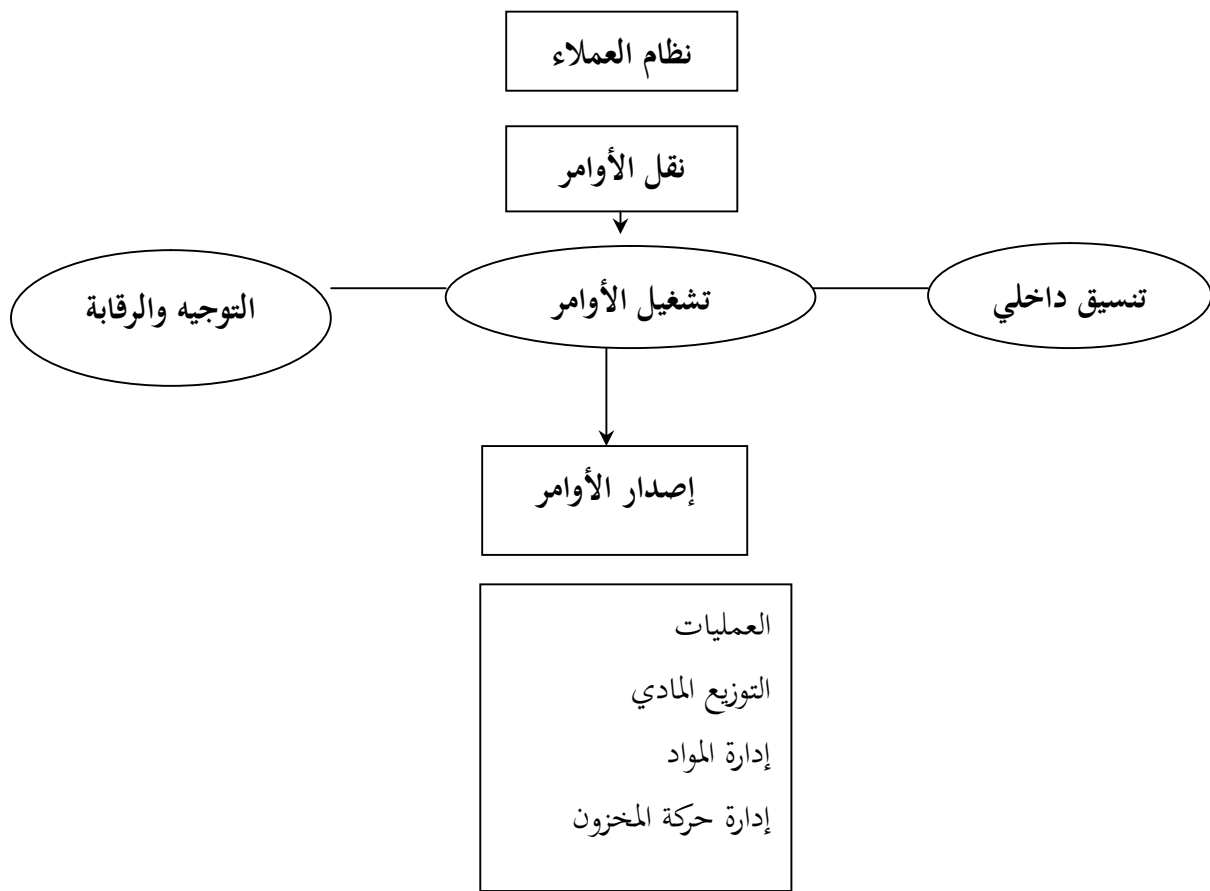 نظام العملاء
نقل الأوامر
تنسيق داخلي
تشغيل الأوامر
التوجيه والرقابة
إصدار الأوامر
العمليات
التوزيع المادي
إدارة المواد
إدارة حركة المخزون